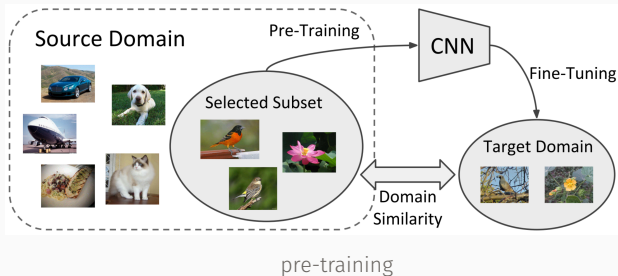 Source Domain
Pre-Training
CNN
Fine-Tuning
Selected Subset
Target Domain
Domain
Similarity
pre-training